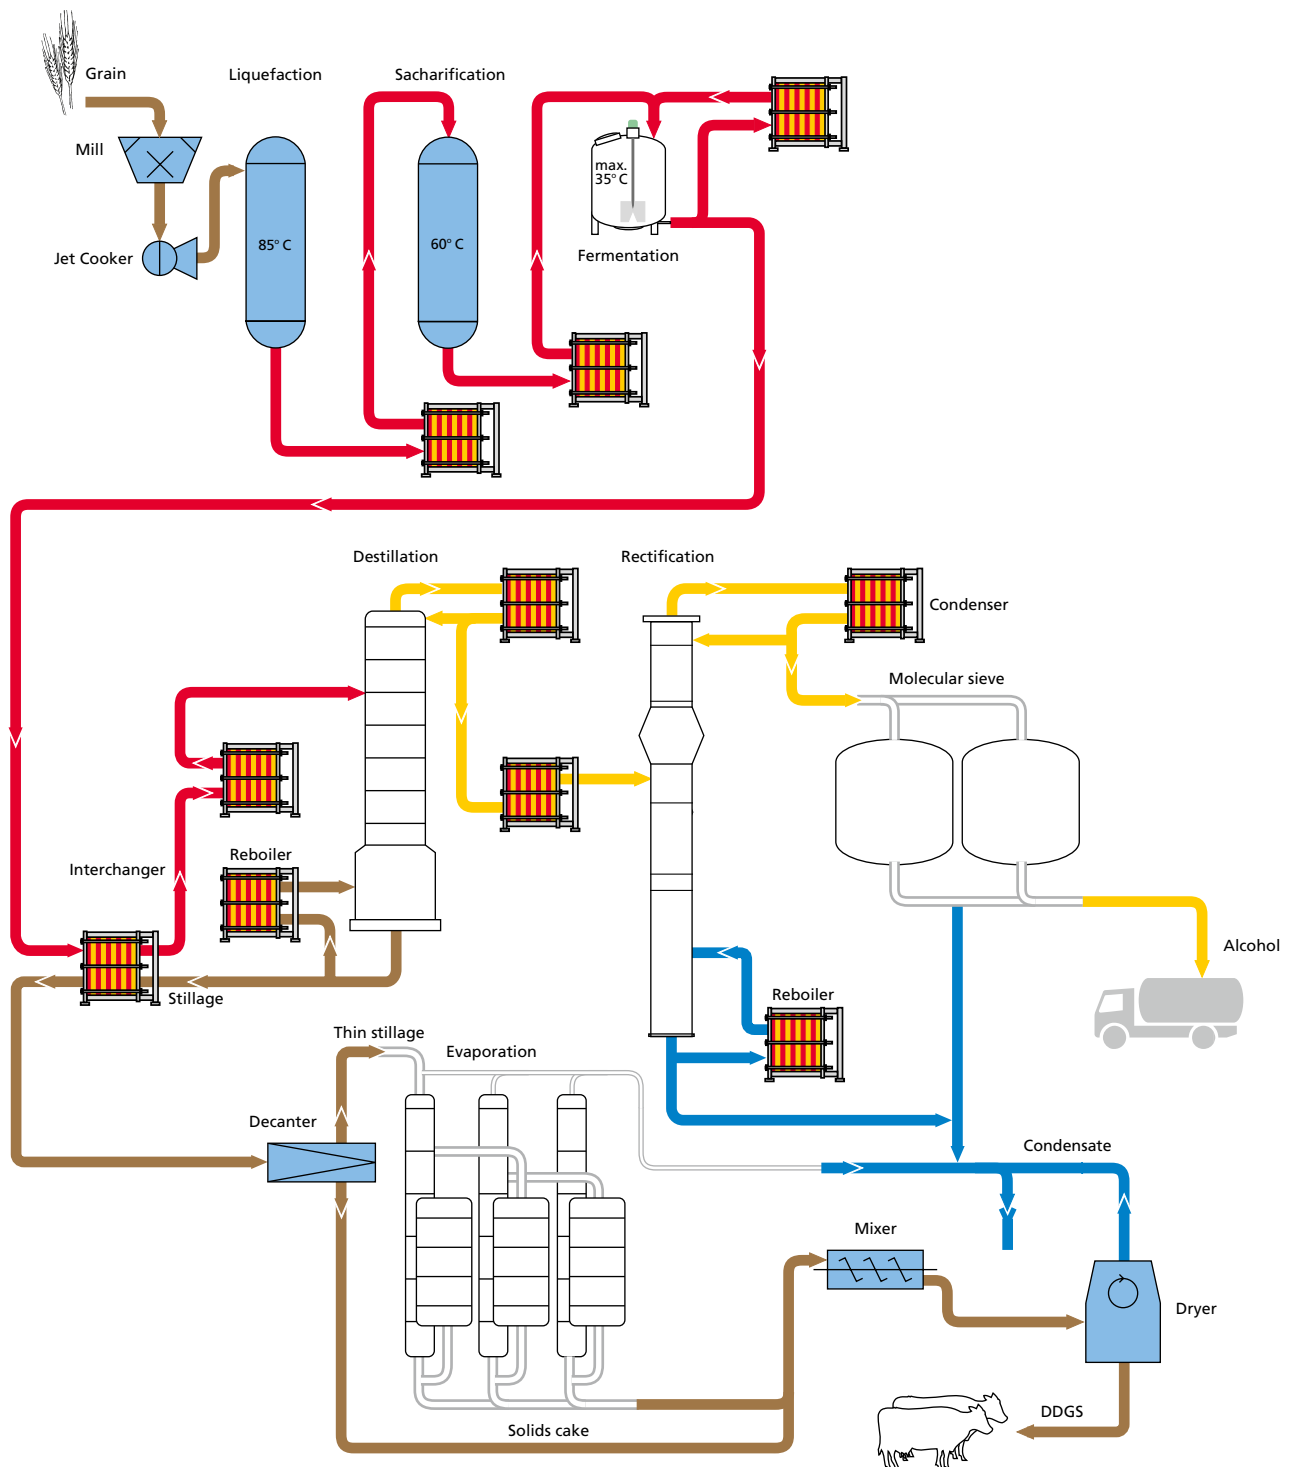 Grain
Liquefaction
Sacharification
Mill
max.
35° C
Jet Cooker
85° C
60° C
Fermentation
Destillation
Rectification
Condenser
Molecular sieve
Interchanger
Reboiler
Alcohol
Stillage
Reboiler
Thin stillage
Evaporation
Decanter
Condensate
Mixer
Dryer
DDGS
Solids cake